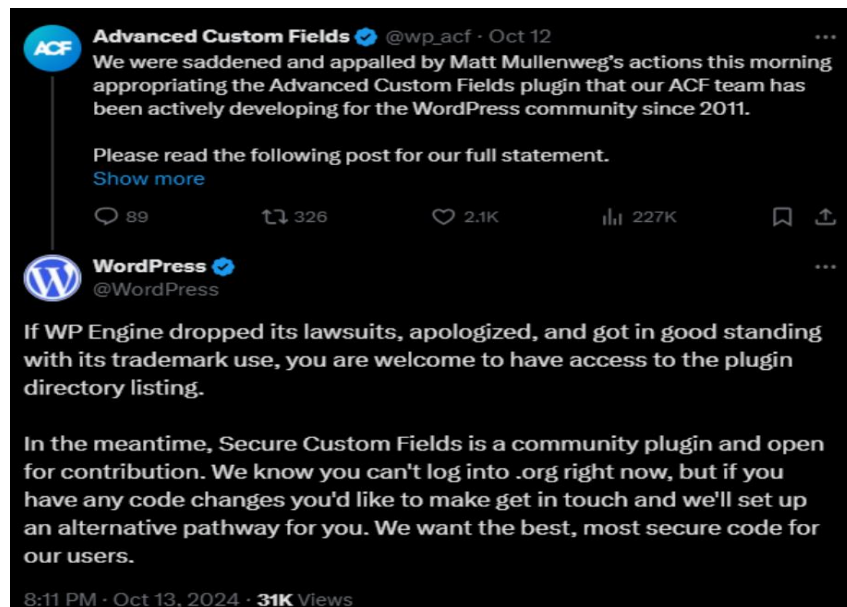 ACF
Advanced Custom Fields @wp_acf · Oct 12
We were saddened and appalled by Matt Mullenweg’s actions this morning
appropriating the Advanced Custom Fields plugin that our ACF team has
been actively developing for the WordPress community since 2011.
Please read the following post for our full statement.
Show more
89 326 2.1K 227K
WordPress
@WordPress
If WP Engine dropped its lawsuits, apologized, and got in good standing
with its trademark use, you are welcome to have access to the plugin
directory listing.
In the meantime, Secure Custom Fields is a community plugin and open
for contribution. We know you can't log into .org right now, but if you
have any code changes you'd like to make get in touch and we'll set up
an alternative pathway for you. We want the best, most secure code for
our users.
8:11 PM · Oct 13, 2024 · 31K Views